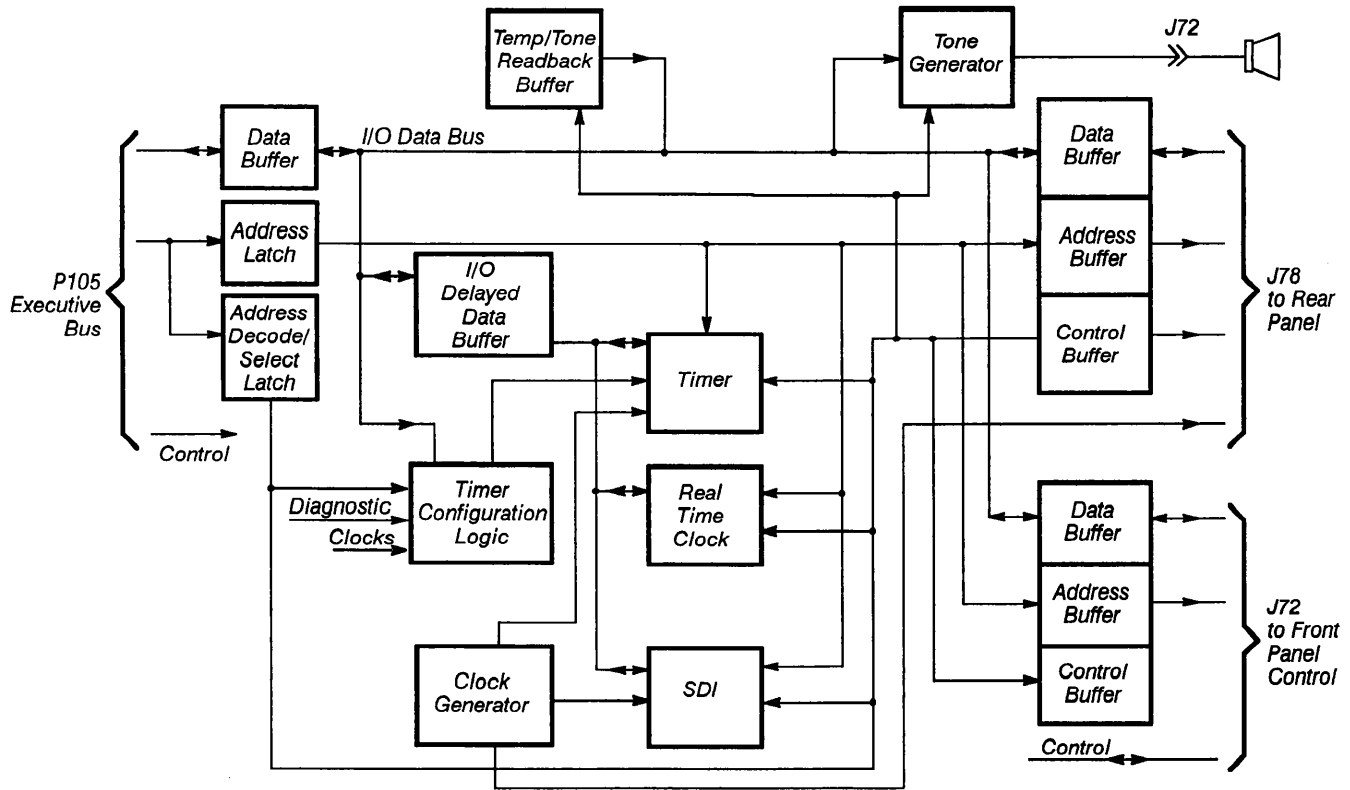 Temp/Tone
Readback
Buffer
Tone
Generator
J72
Data
Buffer
I/O Data Bus
Data
Buffer
Address
Latch
Address
Buffer
P105
Executive
Bus
Address
Decode/
Select
Latch
I/O
Delayed
Data
Buffer
Timer
Control
Buffer
J78
to Rear
Panel
Control
Diagnostic
Clocks
Timer
Configuration
Logic
Real
Time
Clock
Data
Buffer
Address
Buffer
Control
Buffer
J72
to Front
Panel
Control
Clock
Generator
SDI
Control